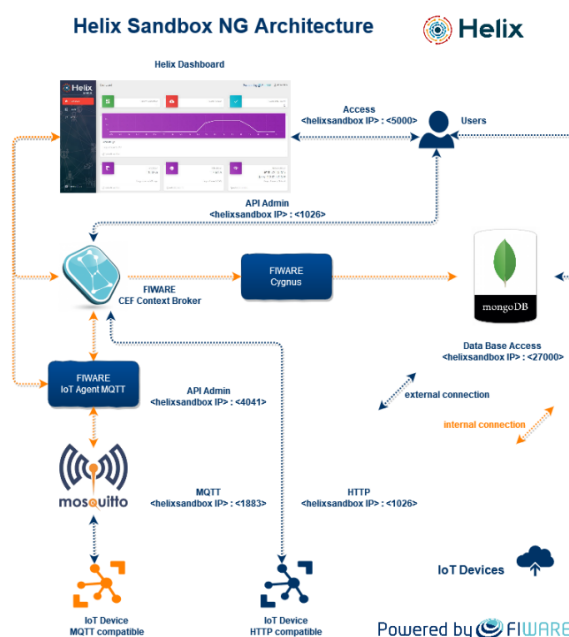 Helix Sandbox NG Architecture
Helix
Helix Dashboard
Helix
Access
<helixsandbox IP> : <5000>
Users
API Admin
<helixsandbox IP> : <1026>
FIWARE
CEF Context Broker
FIWARE
Cygnus
mongoDB
Data Base Access
<helixsandbox IP> : <27000>
FIWARE
IoT Agent MQTT
API Admin
<helixsandbox IP> : <4041>
external connection
internal connection
mosquitto
MQTT
<helixsandbox IP> : <1883>
HTTP
<helixsandbox IP> : <1026>
IoT Devices
IoT Device
MQTT compatible
IoT Device
HTTP compatible
Powered by FIWARE